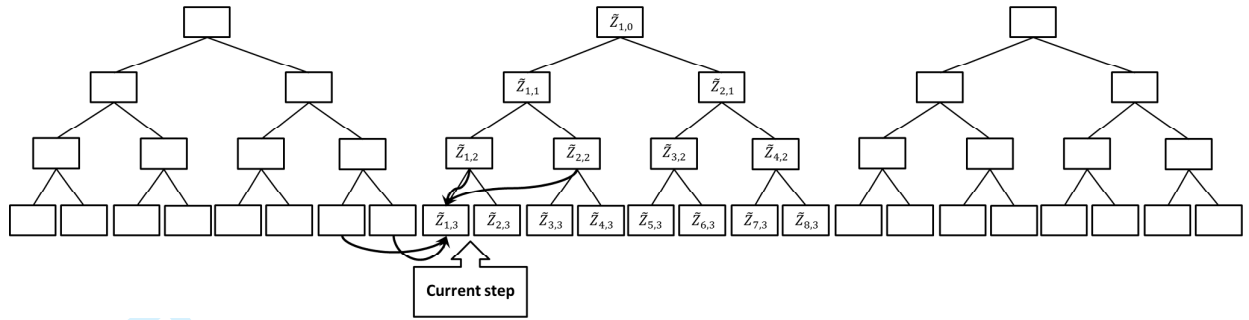 Z̃₁,₀
Z̃₁,₁ Z̃₂,₁
Z̃₁,₂ Z̃₂,₂ Z̃₃,₂ Z̃₄,₂
Z̃₁,₃ Z̃₂,₃ Z̃₃,₃ Z̃₄,₃ Z̃₅,₃ Z̃₆,₃ Z̃₇,₃ Z̃₈,₃
Current step